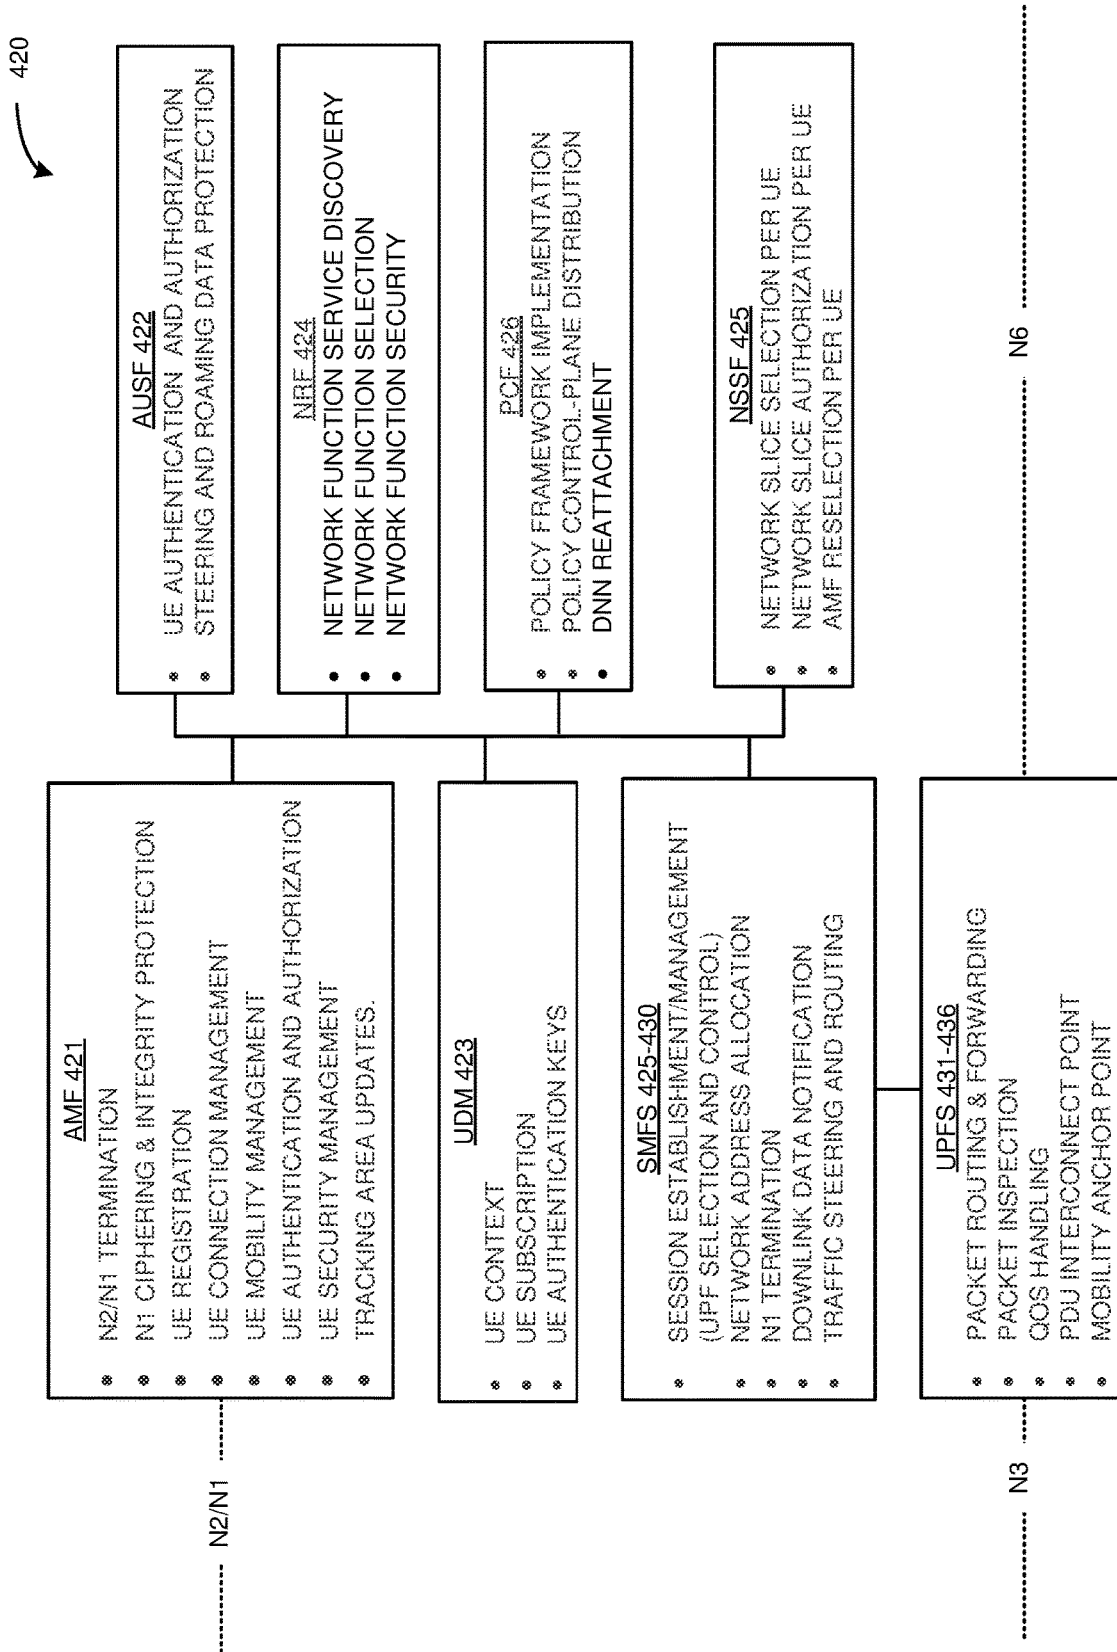 420
AMF 421
N2/N1 TERMINATION
N1 CIPHERING & INTEGRITY PROTECTION
UE REGISTRATION
UE CONNECTION MANAGEMENT
UE MOBILITY MANAGEMENT
UE AUTHENTICATION AND AUTHORIZATION
UE SECURITY MANAGEMENT
TRACKING AREA UPDATES.
N2/N1
UDM 423
UE CONTEXT
UE SUBSCRIPTION
UE AUTHENTICATION KEYS
SMFS 425-430
SESSION ESTABLISHMENT/MANAGEMENT
(UPF SELECTION AND CONTROL)
NETWORK ADDRESS ALLOCATION
N1 TERMINATION
DOWNLINK DATA NOTIFICATION
TRAFFIC STEERING AND ROUTING
UPFS 431-436
PACKET ROUTING & FORWARDING
PACKET INSPECTION
QOS HANDLING
PDU INTERCONNECT POINT
MOBILITY ANCHOR POINT
N3
AUSF 422
UE AUTHENTICATION AND AUTHORIZATION
STEERING AND ROAMING DATA PROTECTION
NRF 424
NETWORK FUNCTION SERVICE DISCOVERY
NETWORK FUNCTION SELECTION
NETWORK FUNCTION SECURITY
PCF 426
POLICY FRAMEWORK IMPLEMENTATION
POLICY CONTROL-PLANE DISTRIBUTION
DNN REATTACHMENT
NSSF 425
NETWORK SLICE SELECTION PER UE
NETWORK SLICE AUTHORIZATION PER UE
AMF RESELECTION PER UE
N6